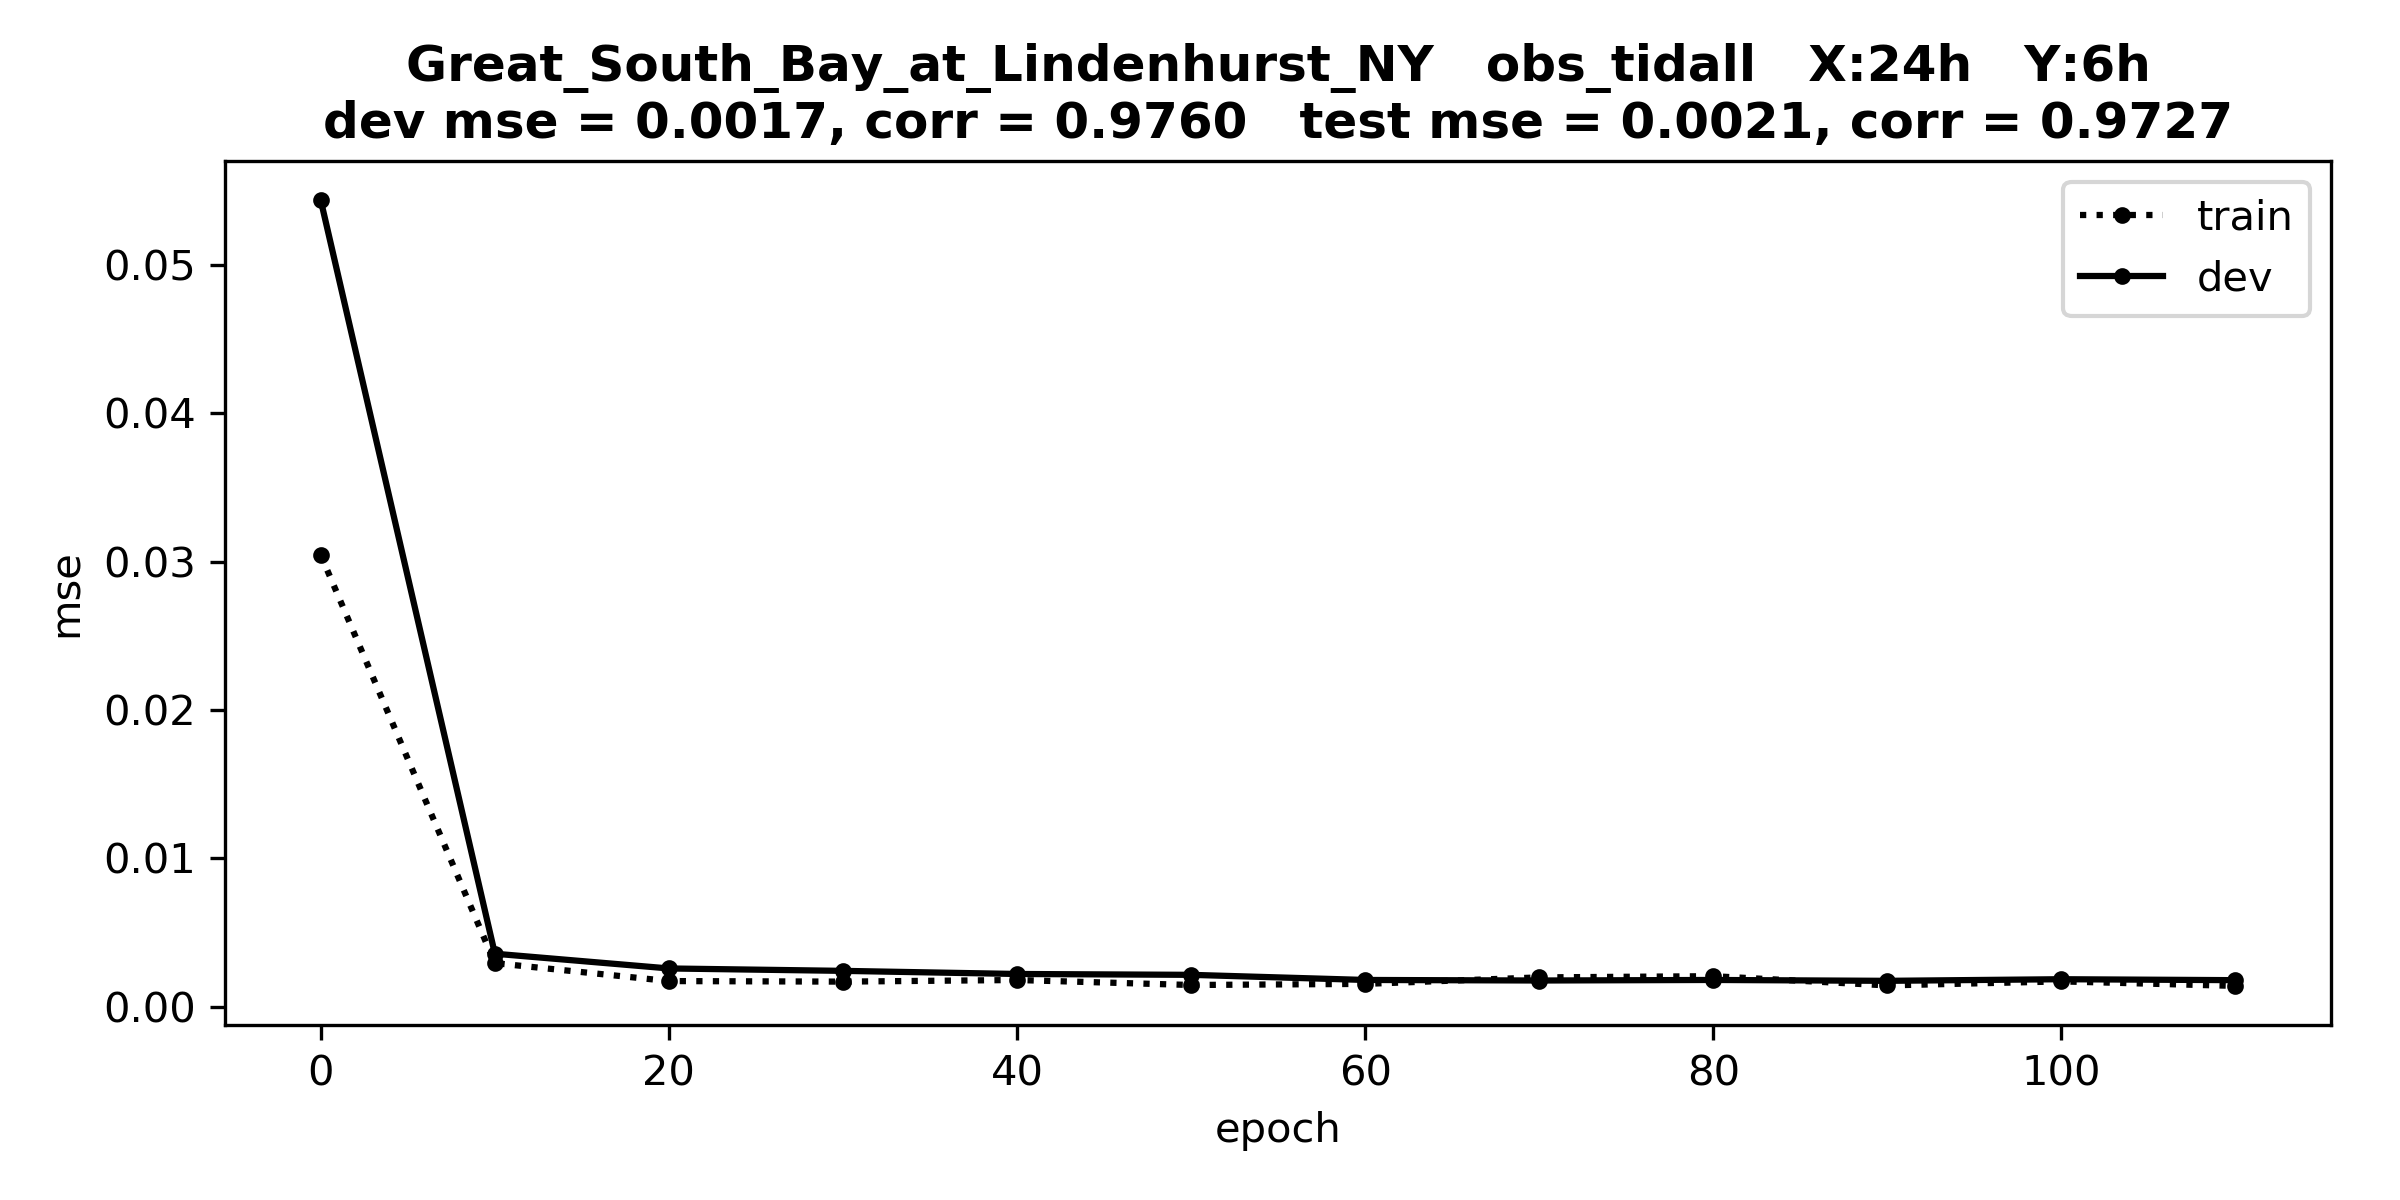 Great_South_Bay_at_Lindenhurst_NY obs_tidall X:24h Y:6h
dev mse = 0.0017, corr = 0.9760 test mse = 0.0021, corr = 0.9727
train
dev
0.05
0.04
0.03
0.02
0.01
0.00
mse
0 20 40 60 80 100
epoch